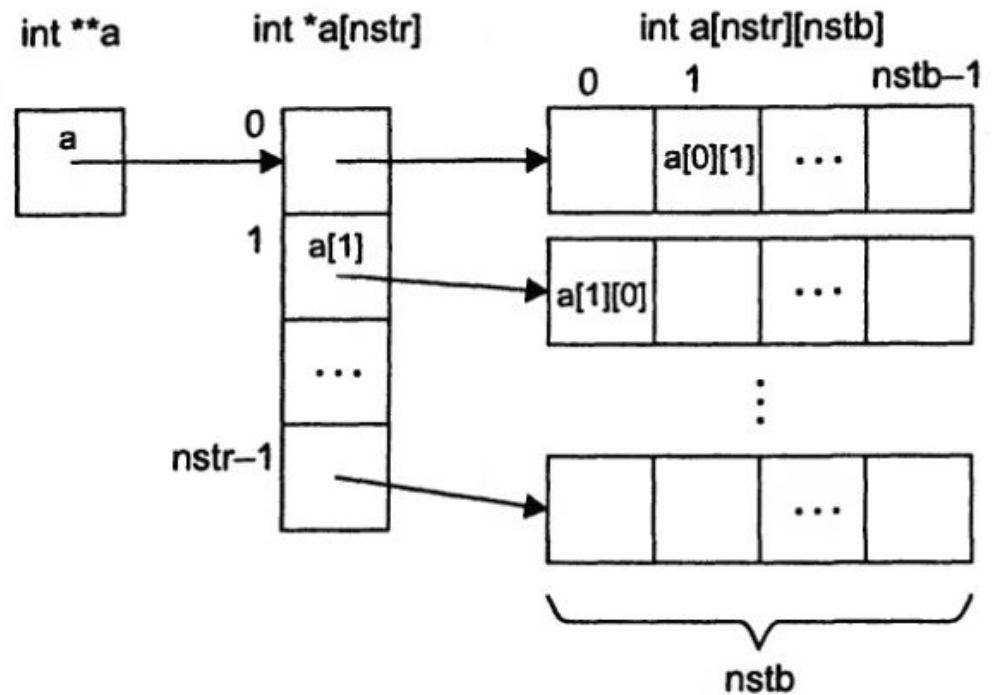 int **a
int *a[nstr]
int a[nstr][nstb]
0 1 nstb–1
a
0
a[0][1] ...
1
a[1]
a[1][0] ...
...
nstr–1
...
nstb